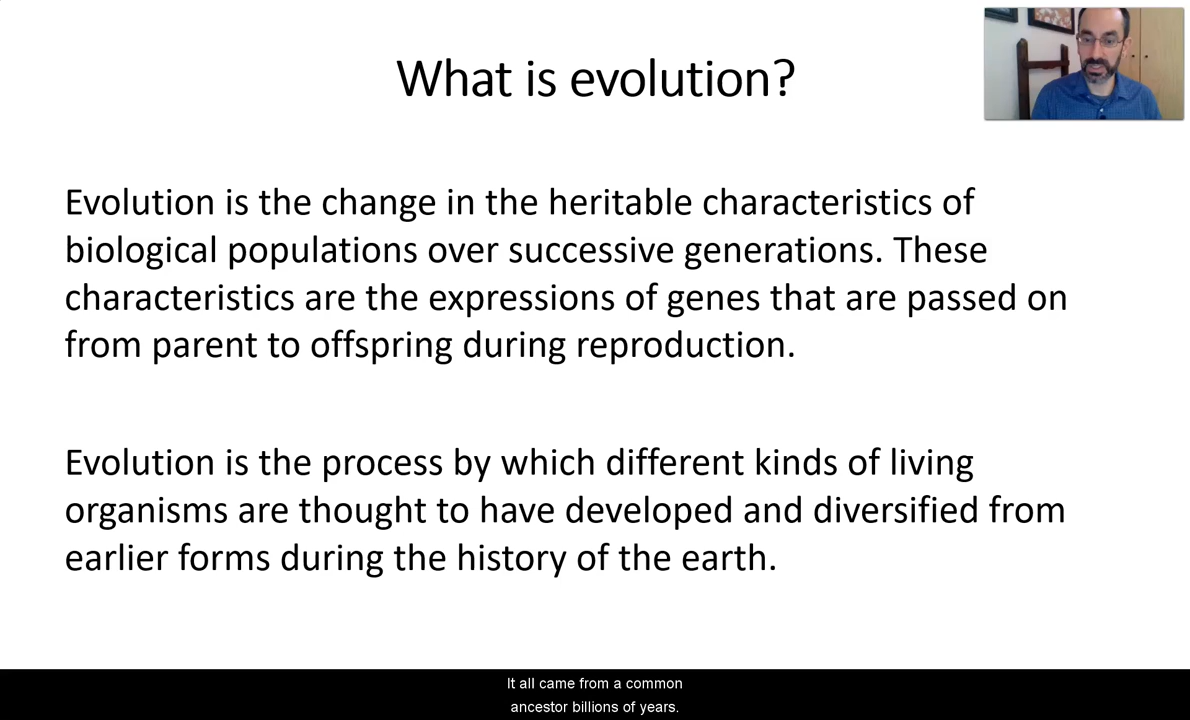 What is evolution?
Evolution is the change in the heritable characteristics of
biological populations over successive generations. These
characteristics are the expressions of genes that are passed on
from parent to offspring during reproduction.
Evolution is the process by which different kinds of living
organisms are thought to have developed and diversified from
earlier forms during the history of the earth.
It all came from a common
ancestor billions of years.